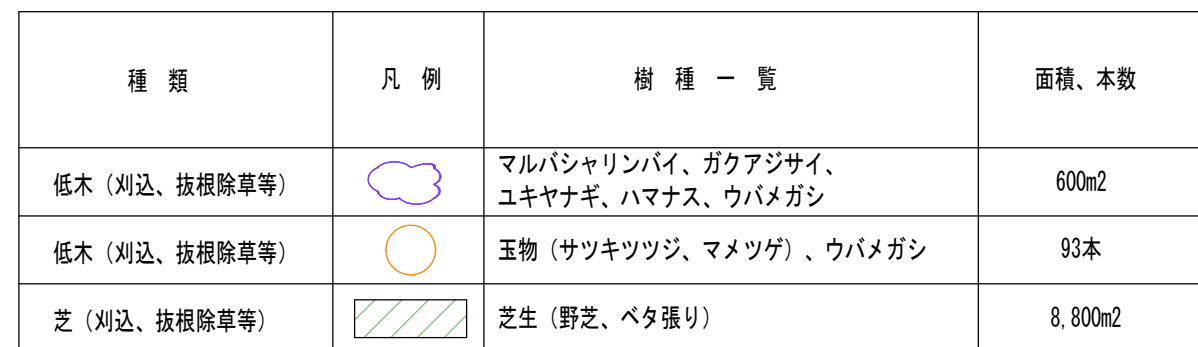 種　類　凡　例　樹　種　一　覧　面積、本数
低木（刈込、抜根除草等）　マルバシャリンバイ、ガクアジサイ、
ユキヤナギ、ハマナス、ウバメガシ　600m2
低木（刈込、抜根除草等）　玉物（サツキツツジ、マメツゲ）、ウバメガシ　93本
芝（刈込、抜根除草等）　芝生（野芝、ベタ張り）　8,800m2